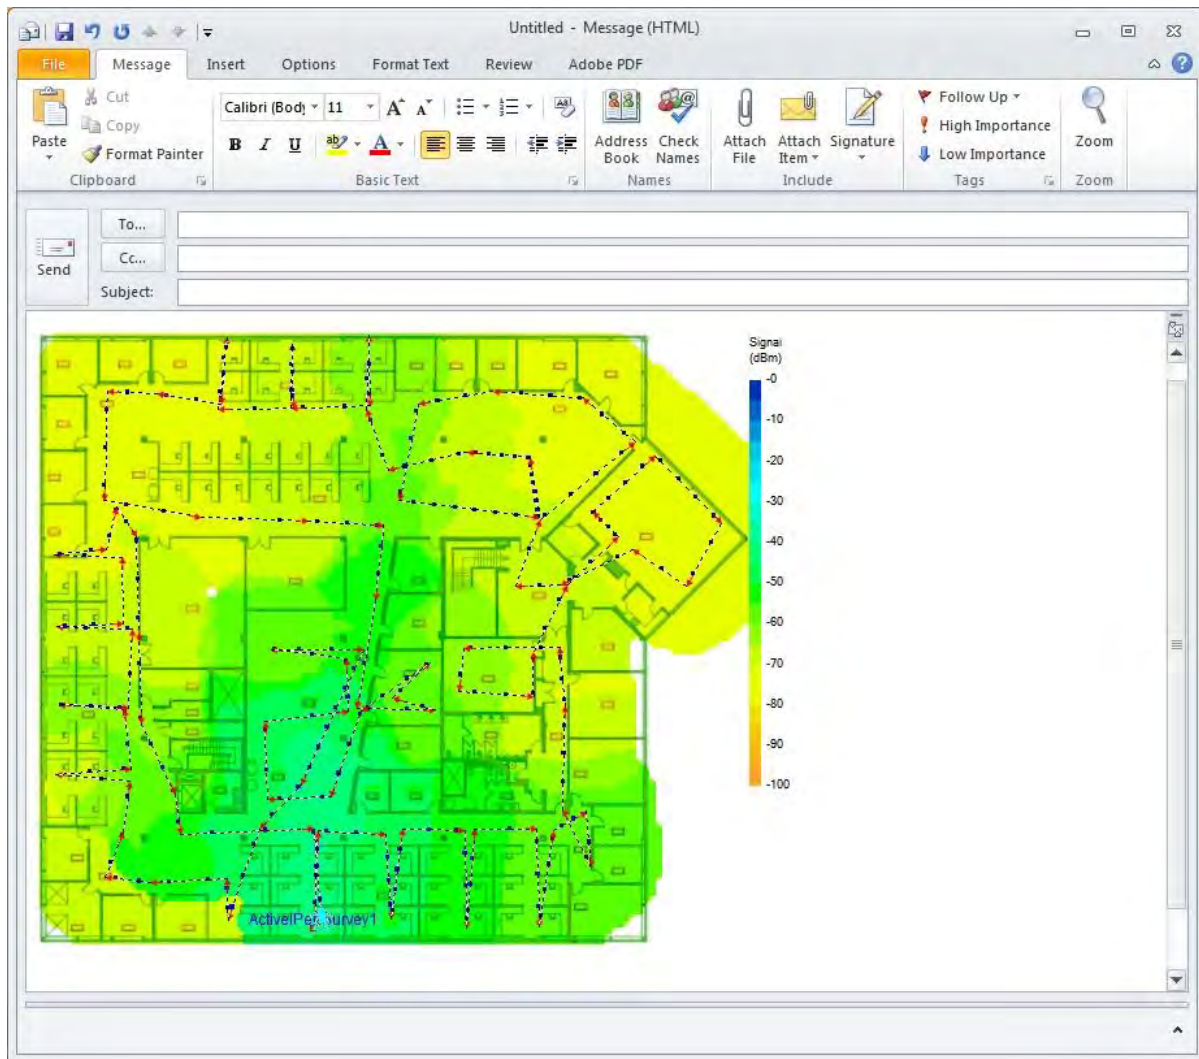 Untitled - Message (HTML)
File Message Insert Options Format Text Review Adobe PDF
Paste
Cut
Copy
Format Painter
Clipboard
Calibri (Body 11
B I U
Basic Text
Address Book
Check Names
Names
Attach File
Attach Item
Signature
Include
Follow Up
High Importance
Low Importance
Tags
Zoom
Zoom
Send
To...
Cc...
Subject:
Signal
(dBm)
-0
-10
-20
-30
-40
-50
-60
-70
-80
-90
-100